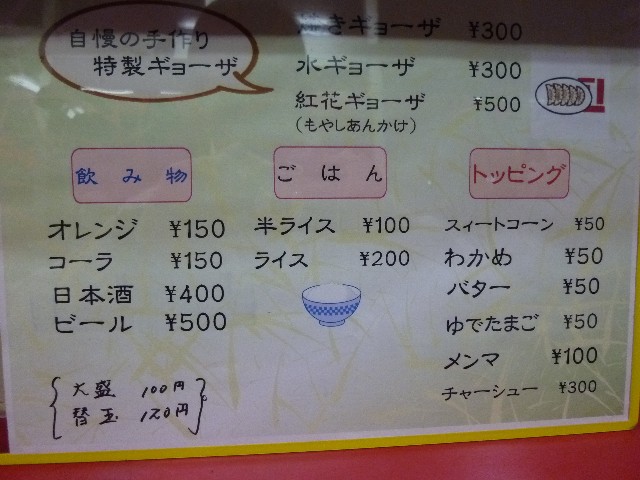 自慢の手作り
特製ギョーザ
焼きギョーザ ¥300
水ギョーザ ¥300
紅花ギョーザ ¥500
(もやしあんかけ)
飲み物
オレンジ ¥150
コーラ ¥150
日本酒 ¥400
ビール ¥500
ごはん
半ライス ¥100
ライス ¥200
トッピング
スィートコーン ¥50
わかめ ¥50
バター ¥50
ゆでたまご ¥50
メンマ ¥100
チャーシュー ¥300
大盛 100円
替玉 120円